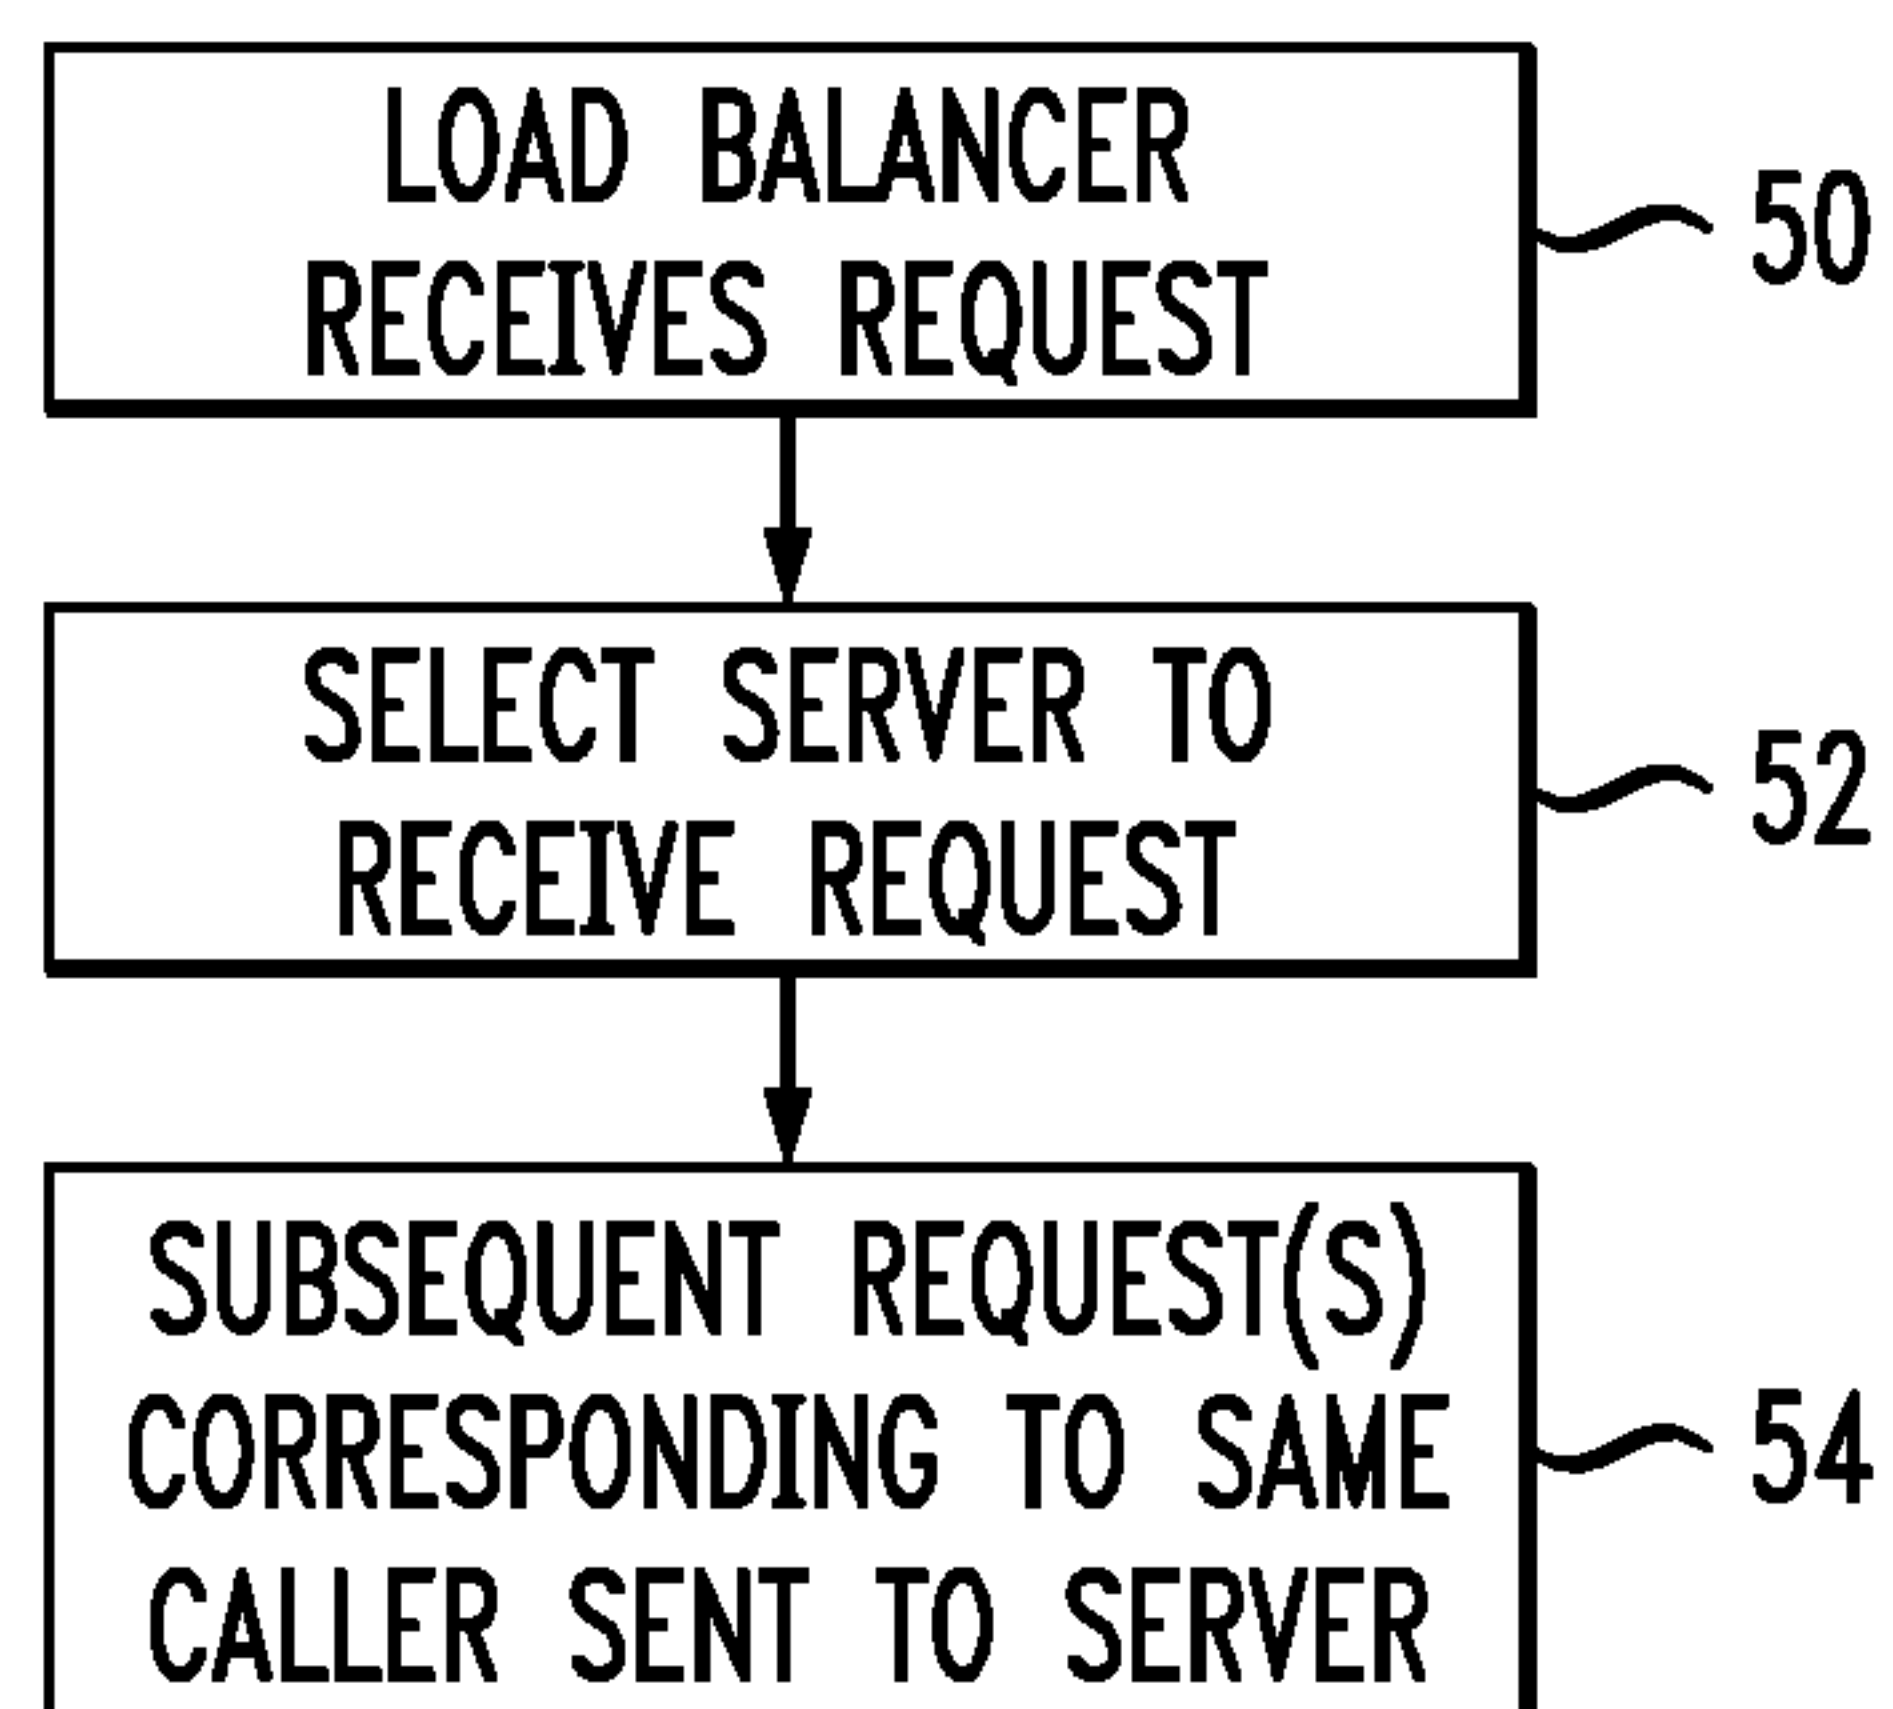 LOAD BALANCER
RECEIVES REQUEST
50
SELECT SERVER TO
RECEIVE REQUEST
52
SUBSEQUENT REQUEST(S)
CORRESPONDING TO SAME
CALLER SENT TO SERVER
54